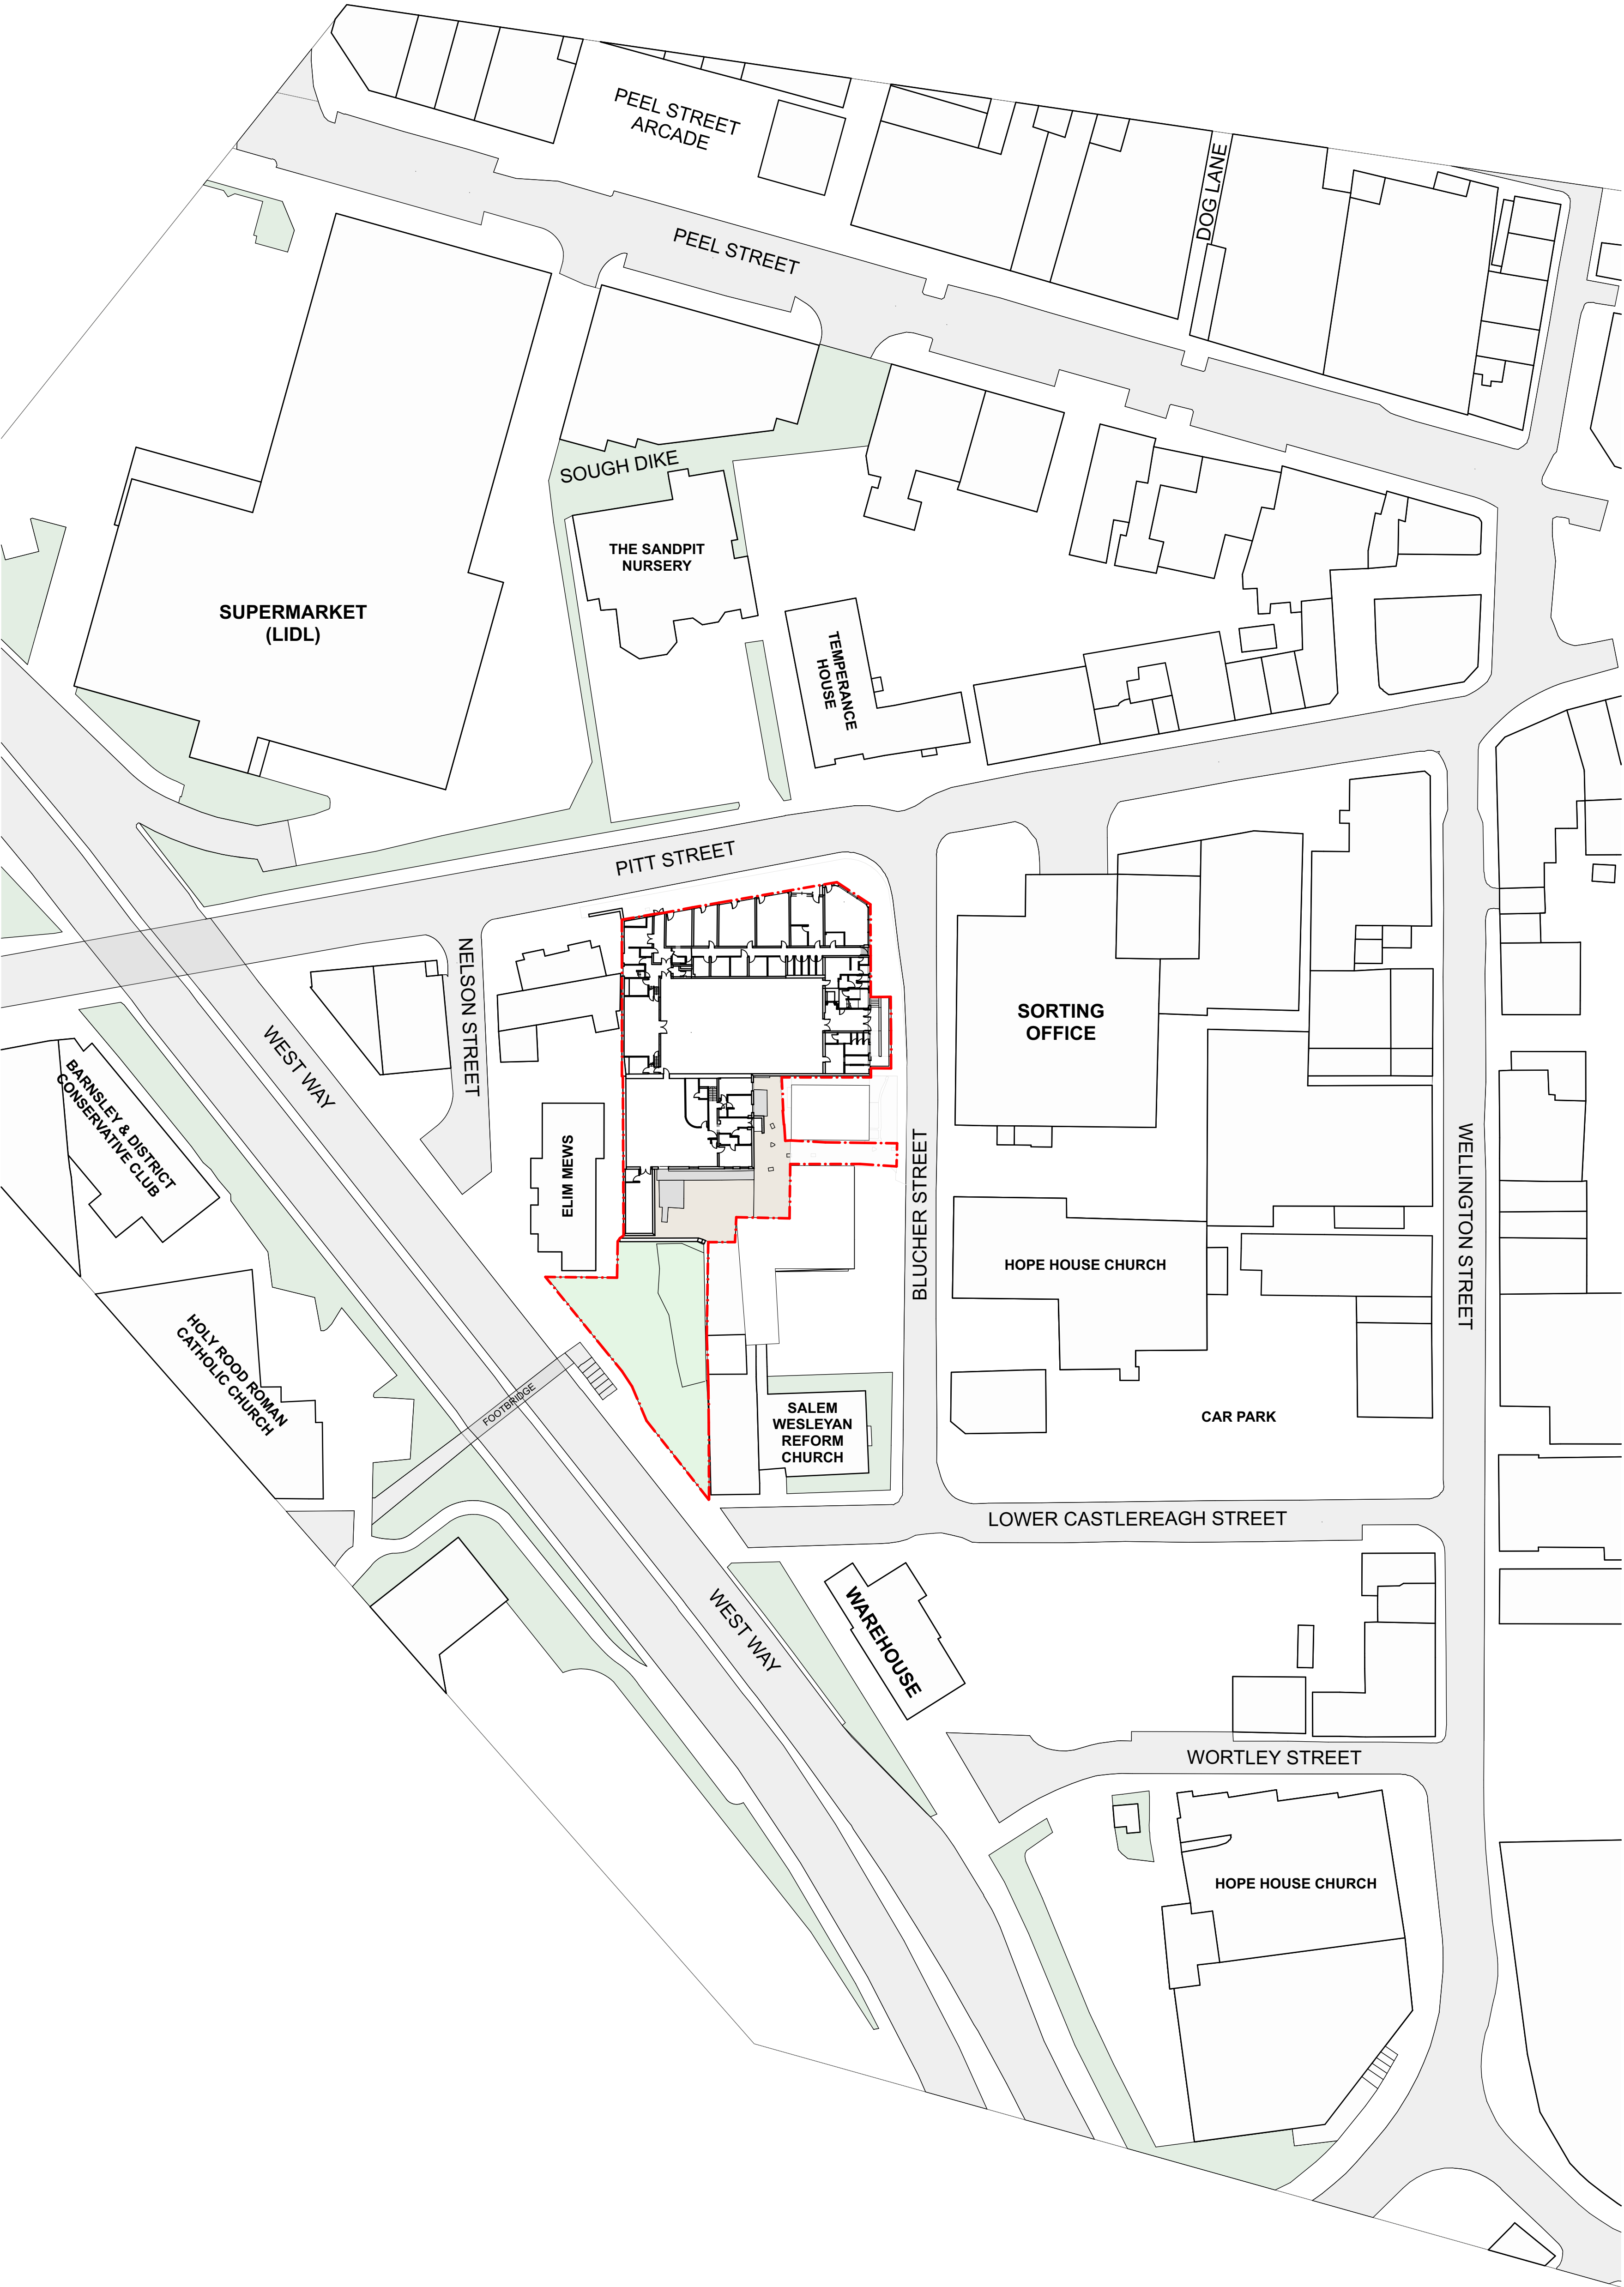 PEEL STREET
ARCADE
DOG LANE
PEEL STREET
SOUGH DIKE
THE SANDPIT
NURSERY
SUPERMARKET
(LIDL)
TEMPERANCE
HOUSE
PITT STREET
NELSON STREET
WEST WAY
SORTING
OFFICE
BARNSLEY & DISTRICT
CONSERVATIVE CLUB
ELIM MEWS
BLUCHER STREET
WELLINGTON STREET
HOPE HOUSE CHURCH
HOLY ROOD ROMAN
CATHOLIC CHURCH
FOOTBRIDGE
SALEM
WESLEYAN
REFORM
CHURCH
CAR PARK
LOWER CASTLEREAGH STREET
WEST WAY
WAREHOUSE
WORTLEY STREET
HOPE HOUSE CHURCH